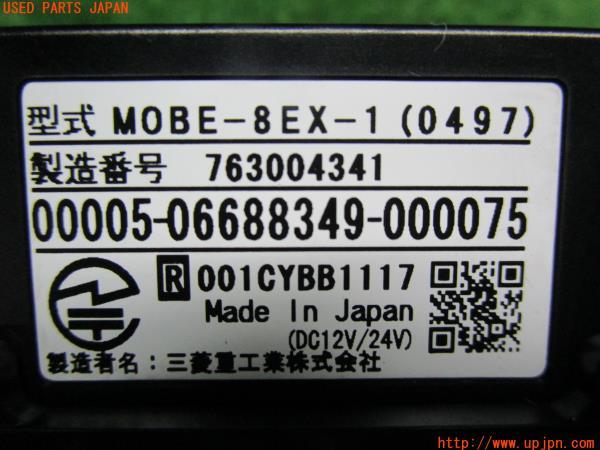 USED PARTS JAPAN
型式 MOBE-8EX-1 (0497)
製造番号 763004341
00005-06688349-000075
R 001CYBB1117
Made In Japan
(DC12V/24V)
製造者名：三菱重工業株式会社
http://www.upjpn.com/